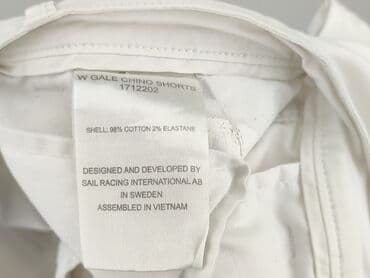 W GALE CHINO SHORTS
1712202
SHELL: 98% COTTON 2% ELASTANE
DESIGNED AND DEVELOPED BY
SAIL RACING INTERNATIONAL AB
IN SWEDEN
ASSEMBLED IN VIETNAM